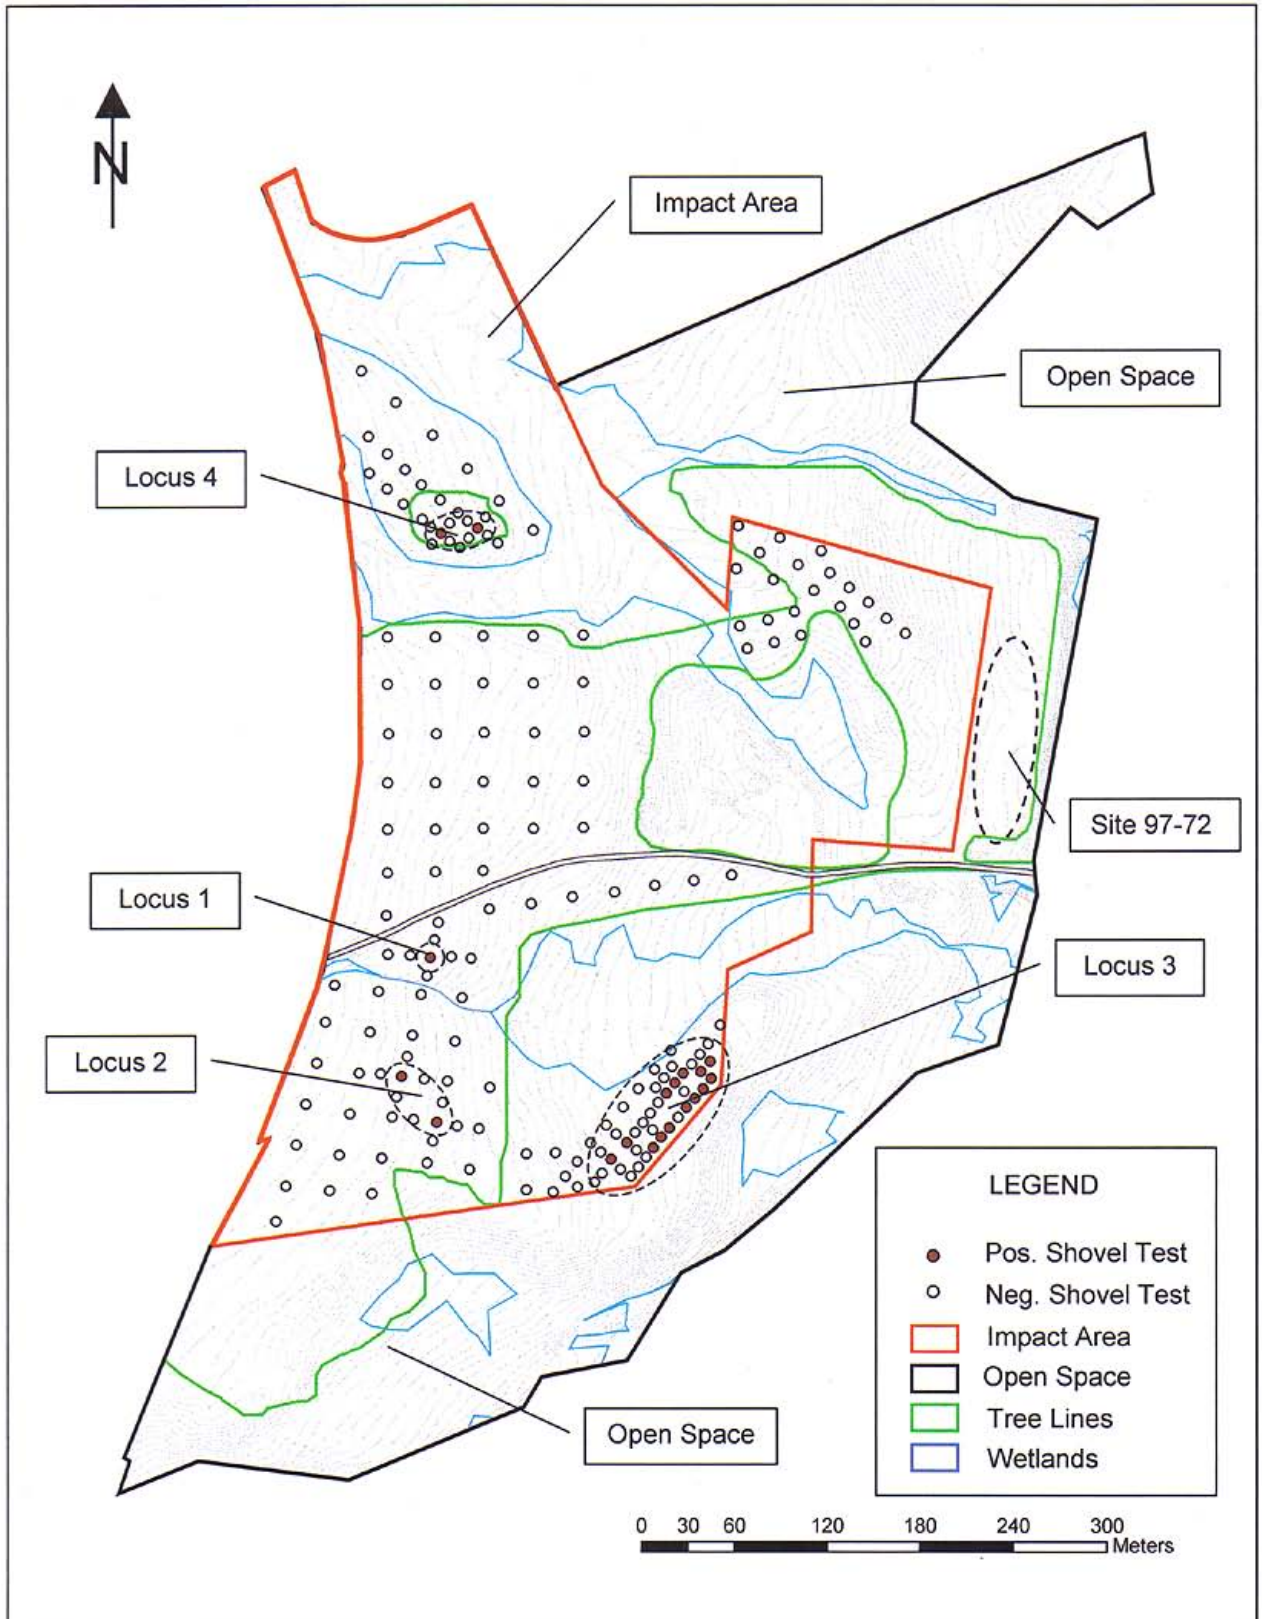 N
Impact Area
Open Space
Locus 4
Site 97-72
Locus 1
Locus 3
Locus 2
LEGEND
Pos. Shovel Test
Neg. Shovel Test
Impact Area
Open Space
Tree Lines
Wetlands
Open Space
0 30 60 120 180 240 300
Meters